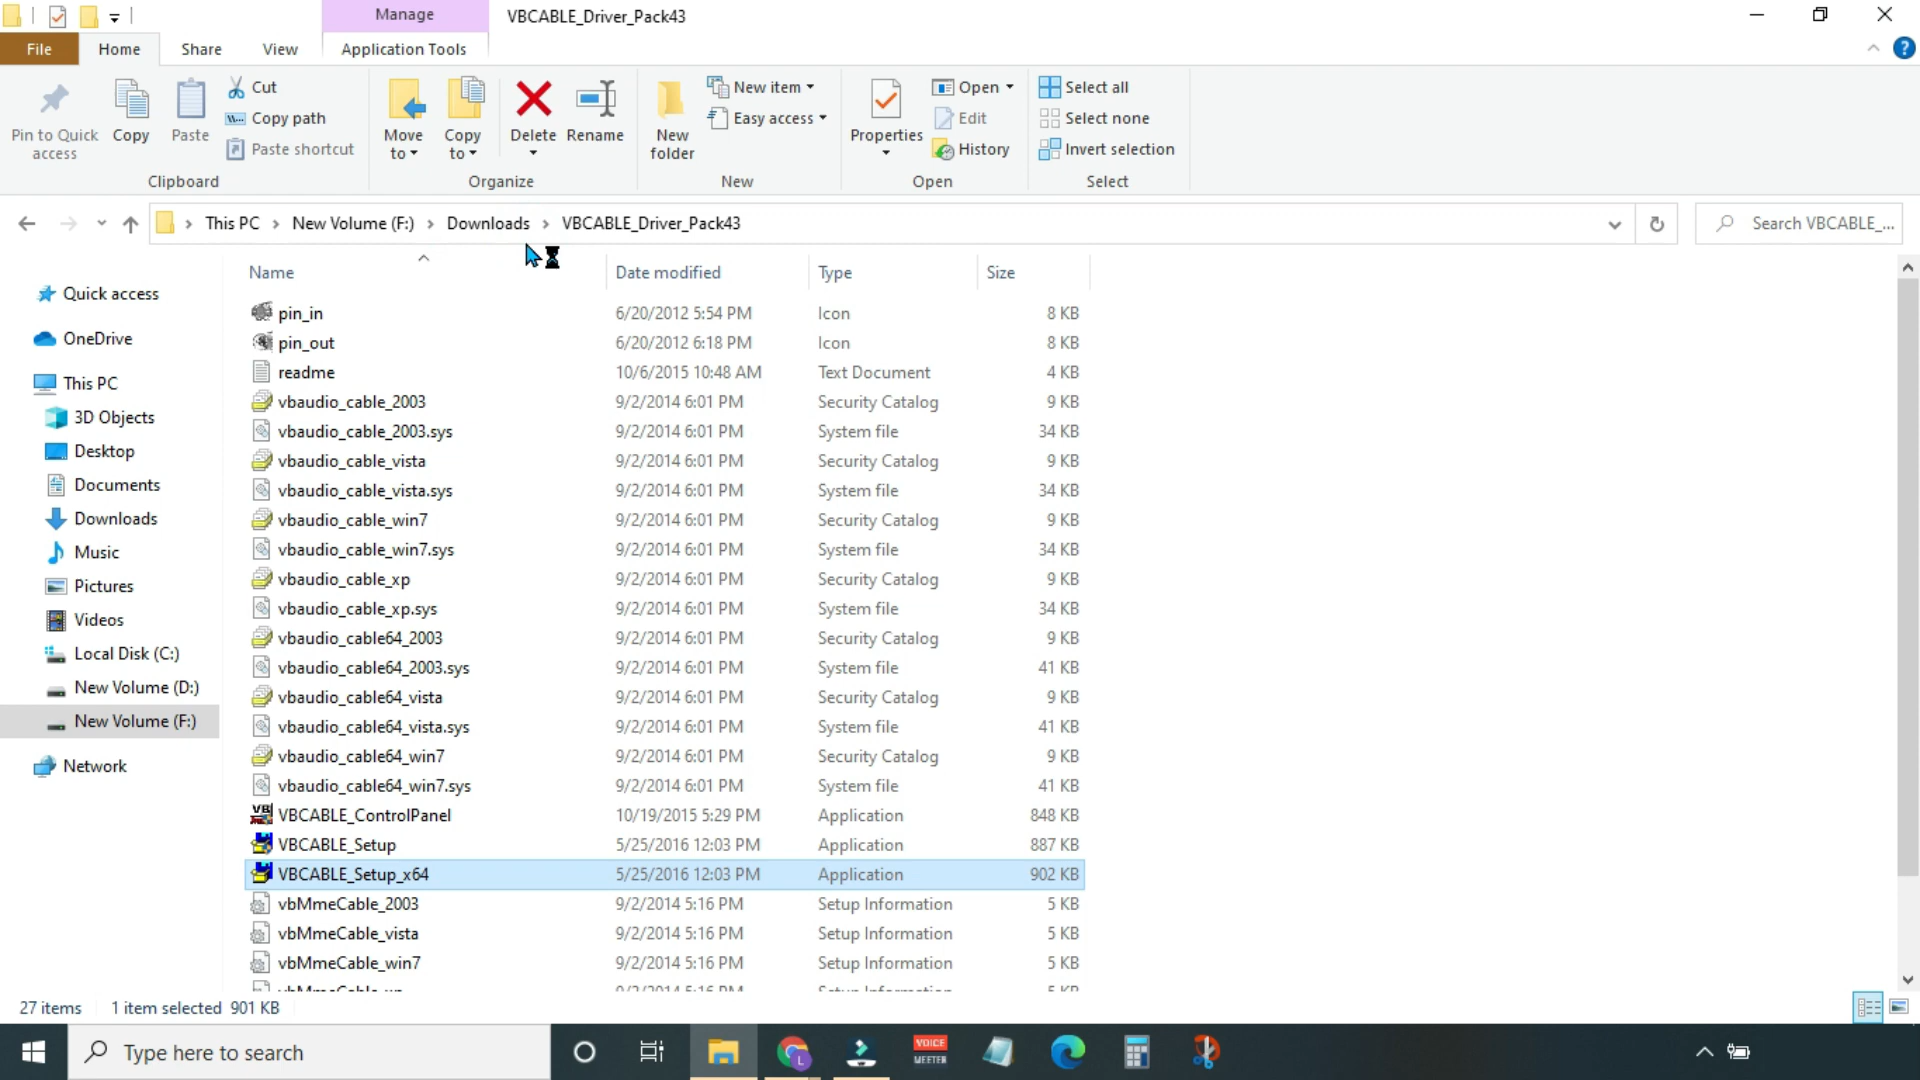 Manage
VBCABLE_Driver_Pack43
File
Home
Share
View
Application Tools
Pin to Quick
access
Copy
Paste
Cut
Copy path
Paste shortcut
Clipboard
Move
to
Copy
to
Delete
Rename
Organize
New
folder
New item
Easy access
New
Properties
Open
Edit
History
Open
Select all
Select none
Invert selection
Select
This PC
New Volume (F:)
Downloads
VBCABLE_Driver_Pack43
Search VBCABLE_...
Quick access
OneDrive
This PC
3D Objects
Desktop
Documents
Downloads
Music
Pictures
Videos
Local Disk (C:)
New Volume (D:)
New Volume (F:)
Network
Name Date modified Type Size
pin_in 6/20/2012 5:54 PM Icon 8 KB
pin_out 6/20/2012 6:18 PM Icon 8 KB
readme 10/6/2015 10:48 AM Text Document 4 KB
vbaudio_cable_2003 9/2/2014 6:01 PM Security Catalog 9 KB
vbaudio_cable_2003.sys 9/2/2014 6:01 PM System file 34 KB
vbaudio_cable_vista 9/2/2014 6:01 PM Security Catalog 9 KB
vbaudio_cable_vista.sys 9/2/2014 6:01 PM System file 34 KB
vbaudio_cable_win7 9/2/2014 6:01 PM Security Catalog 9 KB
vbaudio_cable_win7.sys 9/2/2014 6:01 PM System file 34 KB
vbaudio_cable_xp 9/2/2014 6:01 PM Security Catalog 9 KB
vbaudio_cable_xp.sys 9/2/2014 6:01 PM System file 34 KB
vbaudio_cable64_2003 9/2/2014 6:01 PM Security Catalog 9 KB
vbaudio_cable64_2003.sys 9/2/2014 6:01 PM System file 41 KB
vbaudio_cable64_vista 9/2/2014 6:01 PM Security Catalog 9 KB
vbaudio_cable64_vista.sys 9/2/2014 6:01 PM System file 41 KB
vbaudio_cable64_win7 9/2/2014 6:01 PM Security Catalog 9 KB
vbaudio_cable64_win7.sys 9/2/2014 6:01 PM System file 41 KB
VBCABLE_ControlPanel 10/19/2015 5:29 PM Application 848 KB
VBCABLE_Setup 5/25/2016 12:03 PM Application 887 KB
VBCABLE_Setup_x64 5/25/2016 12:03 PM Application 902 KB
vbMmeCable_2003 9/2/2014 5:16 PM Setup Information 5 KB
vbMmeCable_vista 9/2/2014 5:16 PM Setup Information 5 KB
vbMmeCable_win7 9/2/2014 5:16 PM Setup Information 5 KB
27 items 1 item selected 901 KB
Type here to search
VOICE
MEETER